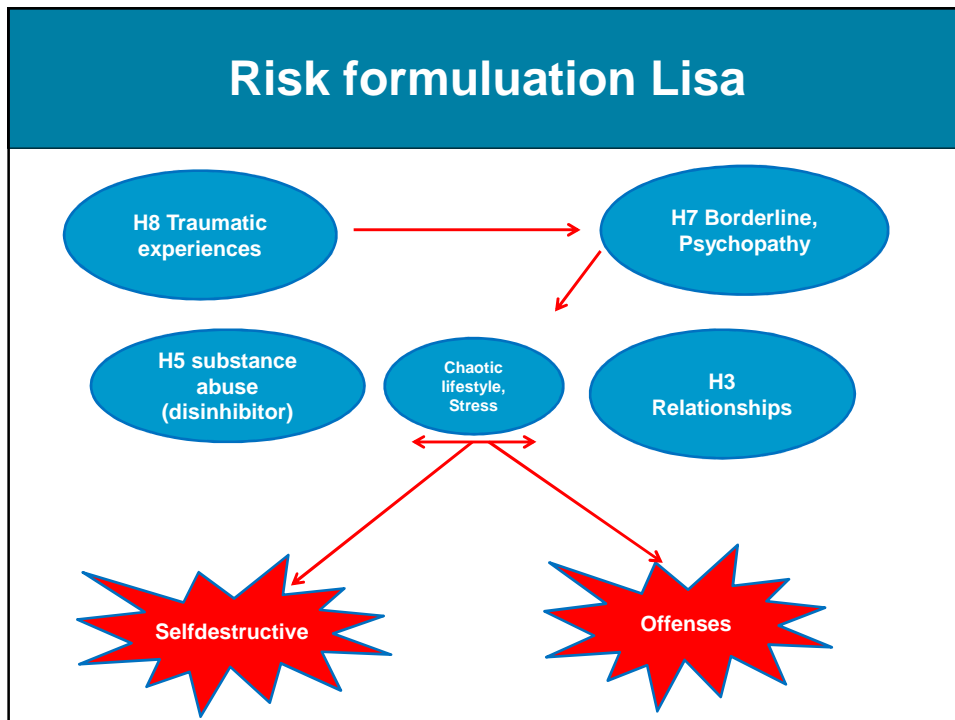 Risk formuluation Lisa
H8 Traumatic
experiences
H7 Borderline,
Psychopathy
H5 substance
abuse
(disinhibitor)
Chaotic
lifestyle,
Stress
H3
Relationships
Selfdestructive
Offenses